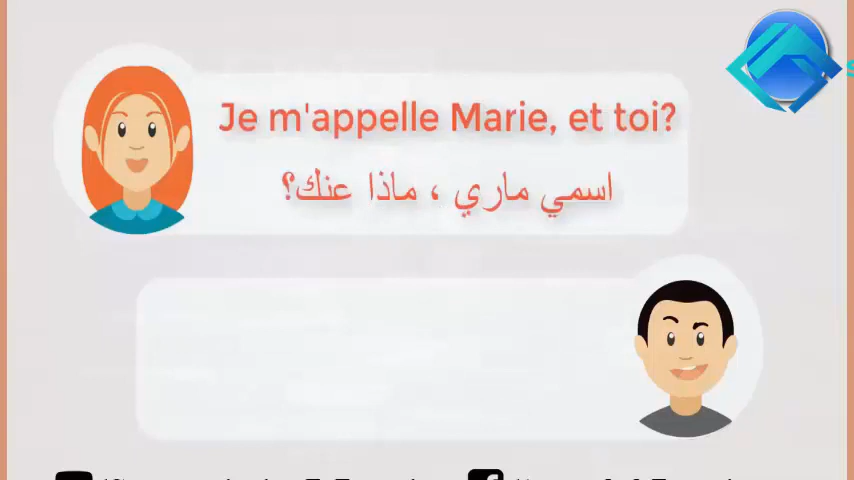 Je m'appelle Marie, et toi?
اسمي ماري ، ماذا عنك؟